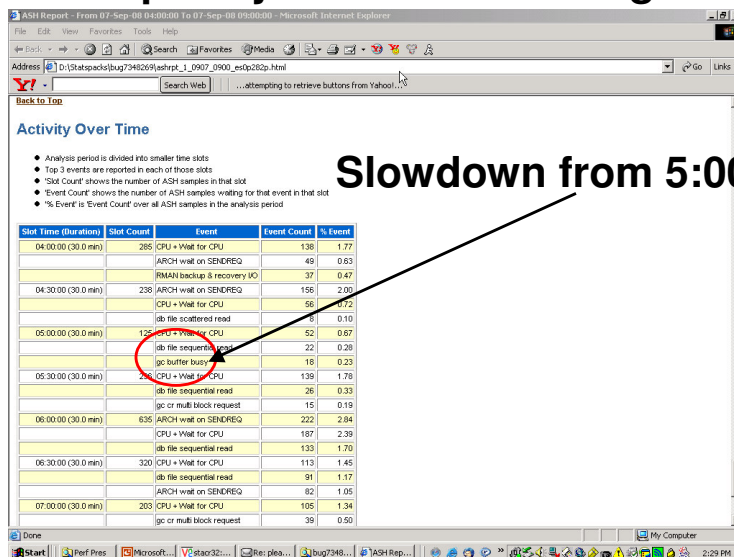 ASH Report - From 07-Sep-08 04:00:00 To 07-Sep-08 09:00:00 - Microsoft Internet Explorer
File Edit View Favorites Tools Help
Back Search Favorites Media
Address D:\Statspacks\bug7348269\ashrpt_1_0907_0900_es0p282p.html Go Links
Y! Search Web ...attempting to retrieve buttons from Yahoo!...
Back to Top
Activity Over Time
Analysis period is divided into smaller time slots
Top 3 events are reported in each of those slots
'Slot Count' shows the number of ASH samples in that slot
'Event Count' shows the number of ASH samples waiting for that event in that slot
'% Event' is 'Event Count' over all ASH samples in the analysis period
Slowdown from 5:00
Slot Time (Duration) Slot Count Event Event Count % Event
04:00:00 (30.0 min) 285 CPU + Wait for CPU 138 1.77
ARCH wait on SENDREQ 49 0.63
RMAN backup & recovery I/O 37 0.47
04:30:00 (30.0 min) 238 ARCH wait on SENDREQ 156 2.00
CPU + Wait for CPU 56 0.72
db file scattered read 8 0.10
05:00:00 (30.0 min) 125 CPU + Wait for CPU 52 0.67
db file sequential read 22 0.28
gc buffer busy 18 0.23
05:30:00 (30.0 min) CPU + Wait for CPU 139 1.78
db file sequential read 26 0.33
gc cr multi block request 15 0.19
06:00:00 (30.0 min) 635 ARCH wait on SENDREQ 222 2.84
CPU + Wait for CPU 187 2.39
db file sequential read 133 1.70
06:30:00 (30.0 min) 320 CPU + Wait for CPU 113 1.45
db file sequential read 91 1.17
ARCH wait on SENDREQ 82 1.05
07:00:00 (30.0 min) 203 CPU + Wait for CPU 105 1.34
gc cr multi block request 39 0.50
Done My Computer
Start Perf Pres Microsoft... stacr32:... Re: plea... bug7348... ASH Rep... 2:29 PM